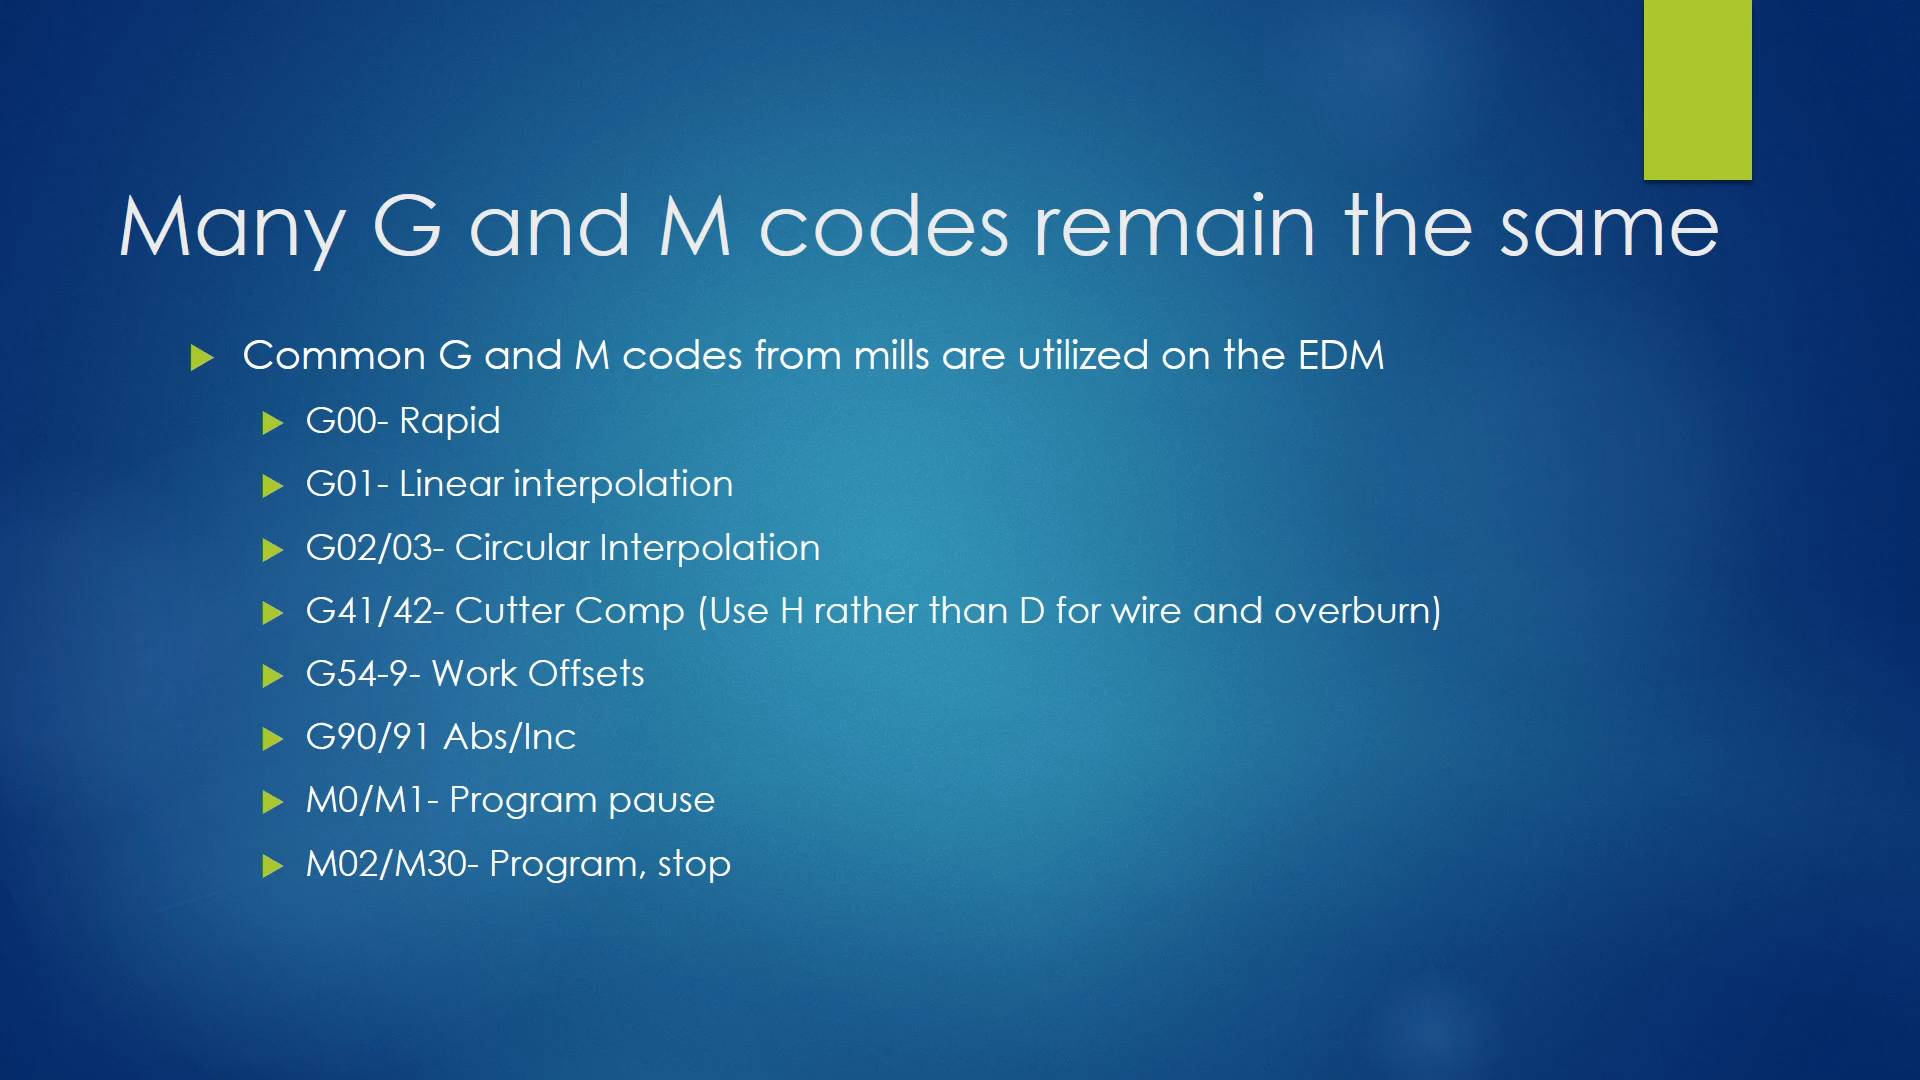 Many G and M codes remain the same
Common G and M codes from mills are utilized on the EDM
G00- Rapid
G01- Linear interpolation
G02/03- Circular Interpolation
G41/42- Cutter Comp (Use H rather than D for wire and overburn)
G54-9- Work Offsets
G90/91 Abs/Inc
M0/M1- Program pause
M02/M30- Program, stop